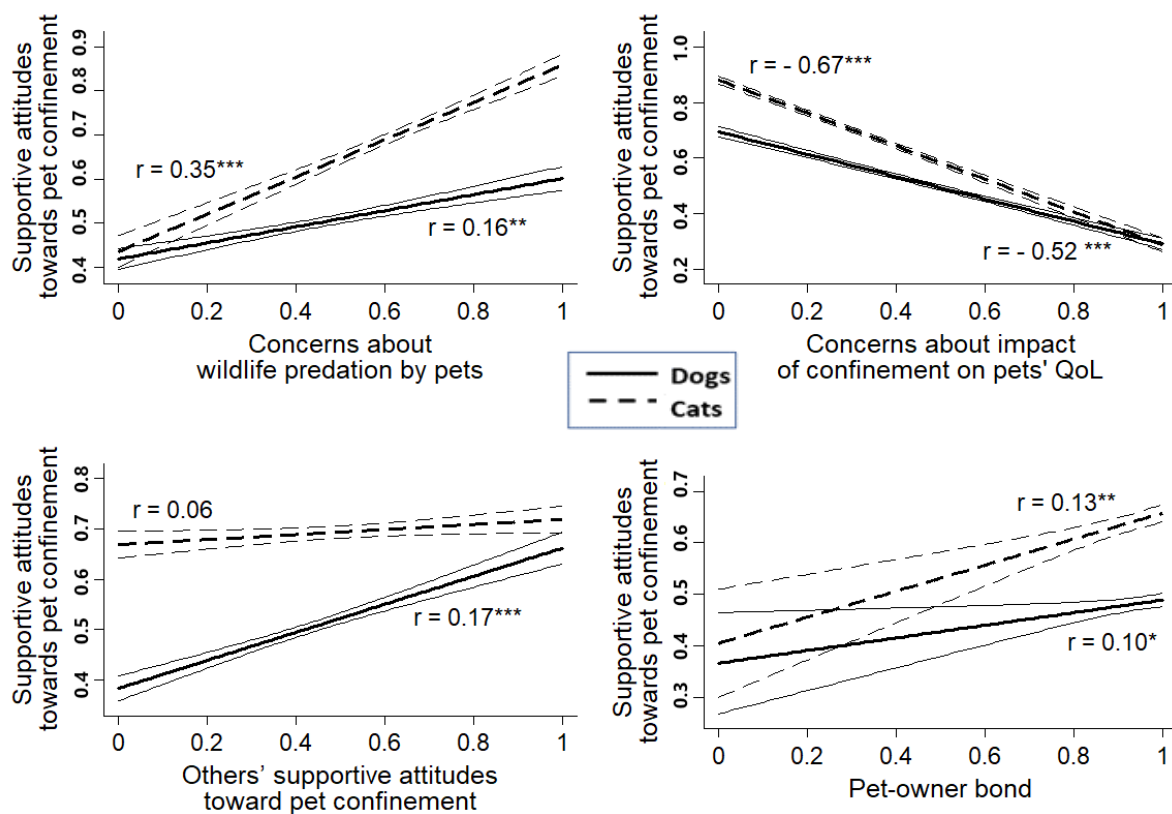 Supportive attitudes
towards pet confinement
0.9
0.8
0.7
0.6
0.5
0.4
r = 0.35***
r = 0.16**
0 0.2 0.4 0.6 0.8 1
Concerns about
wildlife predation by pets
Supportive attitudes
towards pet confinement
1.0
0.8
0.6
0.4
0.2
r = - 0.67***
r = - 0.52 ***
0 0.2 0.4 0.6 0.8 1
Concerns about impact
of confinement on pets' QoL
Dogs
Cats
Supportive attitudes
towards pet confinement
0.8
0.7
0.6
0.5
0.4
r = 0.06
r = 0.17***
0 0.2 0.4 0.6 0.8 1
Others’ supportive attitudes
toward pet confinement
Supportive attitudes
towards pet confinement
0.7
0.6
0.5
0.4
0.3
r = 0.13**
r = 0.10*
0 0.2 0.4 0.6 0.8 1
Pet-owner bond